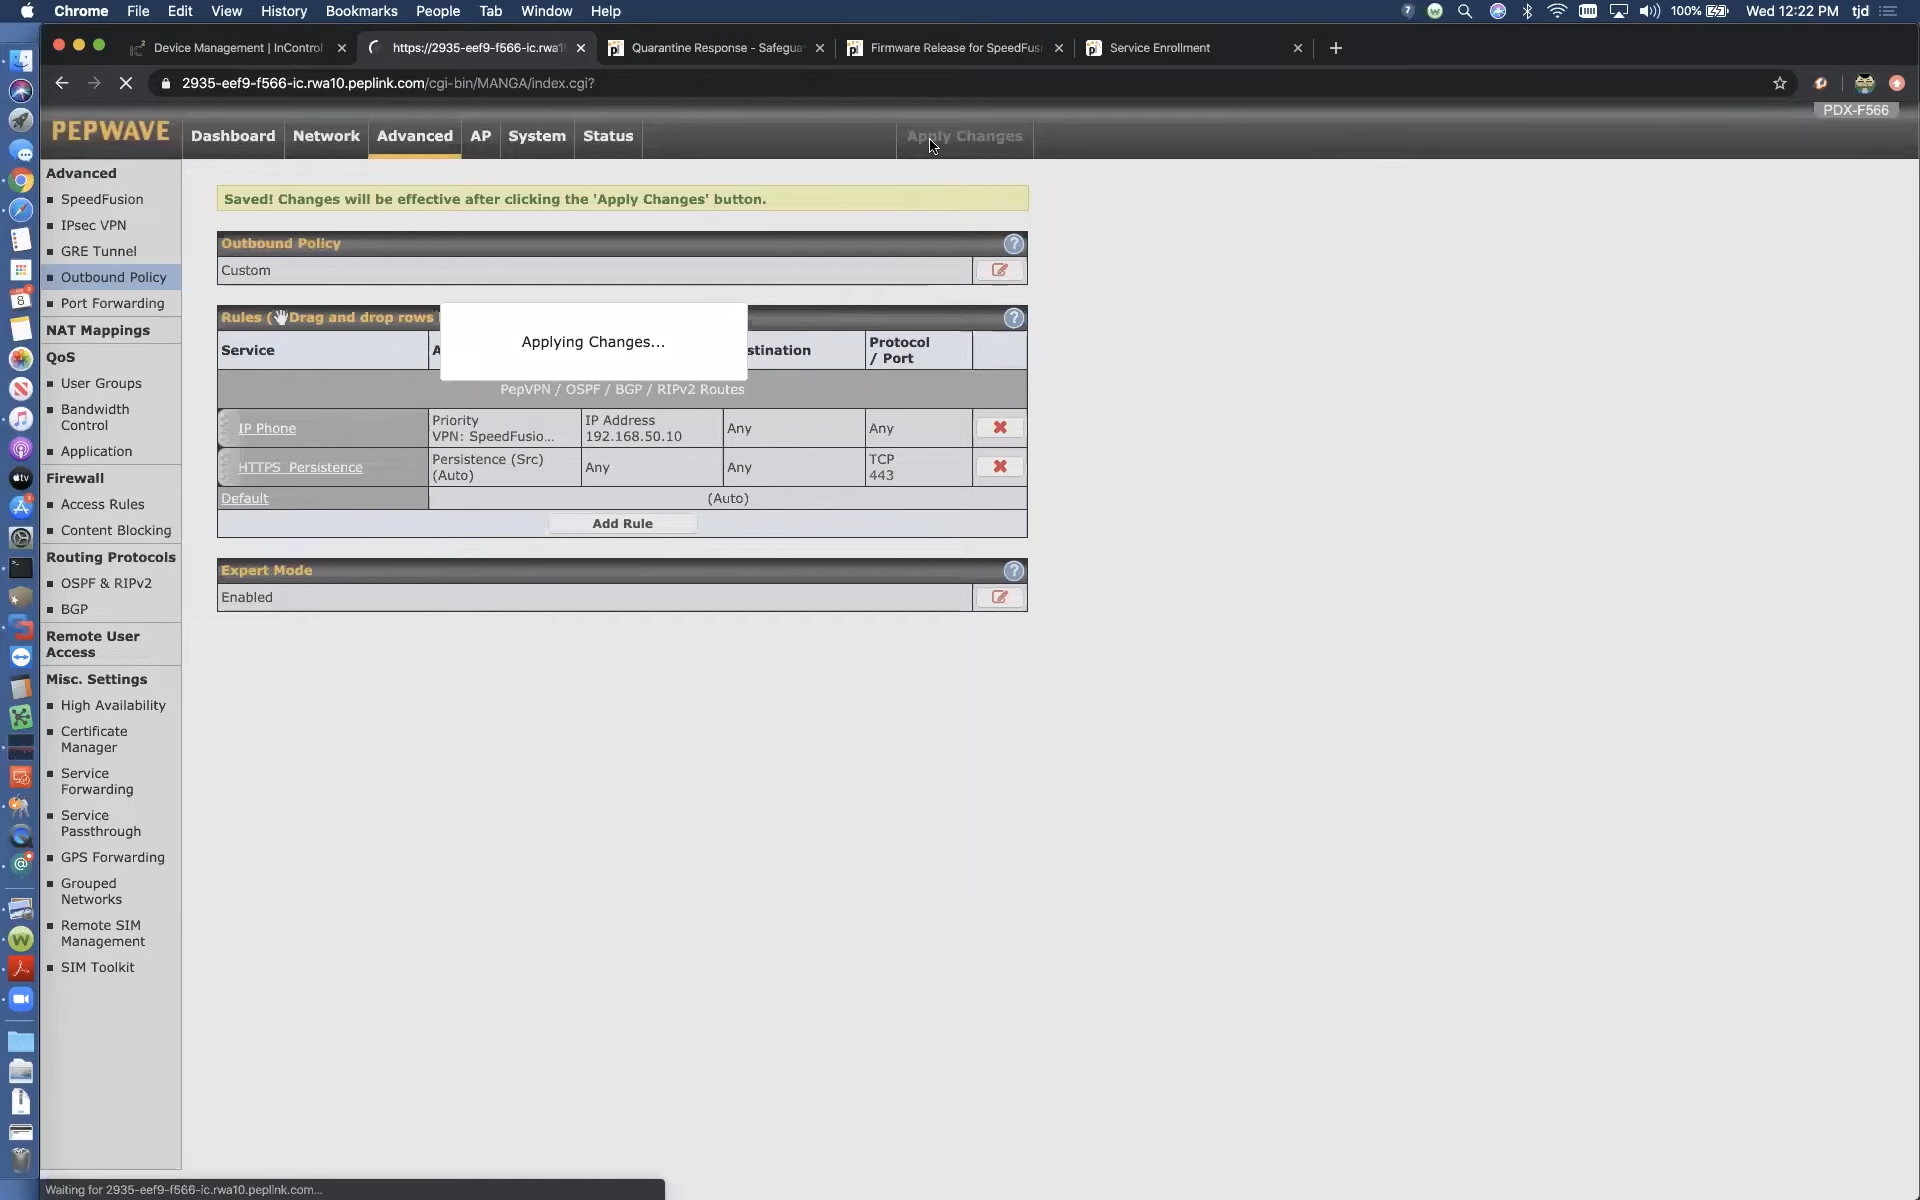 Chrome File Edit View History Bookmarks People Tab Window Help
7 100% Wed 12:22 PM tjd
Device Management | InControl
https://2935-eef9-f566-ic.rwa1
Quarantine Response - Safegua
Firmware Release for SpeedFus
Service Enrollment
2935-eef9-f566-ic.rwa10.peplink.com/cgi-bin/MANGA/index.cgi?
PDX-F566
PEPWAVE Dashboard Network Advanced AP System Status Apply Changes
Advanced
SpeedFusion
IPsec VPN
GRE Tunnel
Outbound Policy
Port Forwarding
NAT Mappings
QoS
User Groups
Bandwidth
Control
Application
Firewall
Access Rules
Content Blocking
Routing Protocols
OSPF & RIPv2
BGP
Remote User
Access
Misc. Settings
High Availability
Certificate
Manager
Service
Forwarding
Service
Passthrough
GPS Forwarding
Grouped
Networks
Remote SIM
Management
SIM Toolkit
Saved! Changes will be effective after clicking the 'Apply Changes' button.
Outbound Policy
Custom
Rules ( Drag and drop rows
Applying Changes...
Service A stination Protocol
/ Port
PepVPN / OSPF / BGP / RIPv2 Routes
IP Phone
Priority
VPN: SpeedFusio...
IP Address
192.168.50.10
Any
Any
HTTPS_Persistence
Persistence (Src)
(Auto)
Any
Any
TCP
443
Default (Auto)
Add Rule
Expert Mode
Enabled
Waiting for 2935-eef9-f566-ic.rwa10.peplink.com...